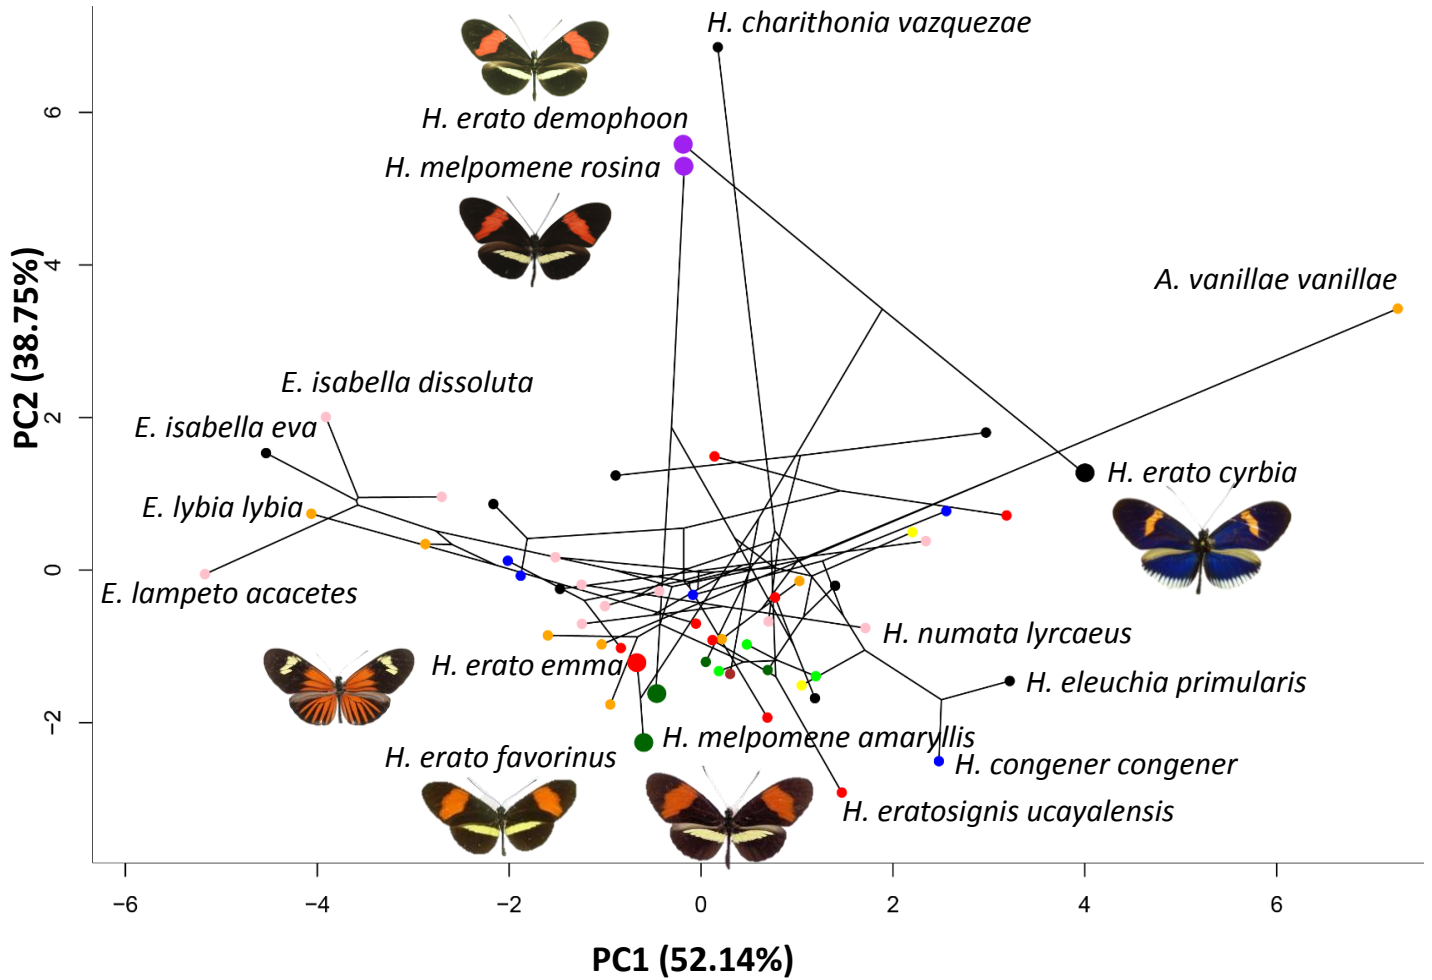 H. charithonia vazquezae
H. erato demophoon
H. melpomene rosina
A. vanillae vanillae
E. isabella dissoluta
E. isabella eva
E. lybia lybia
H. erato cyrbia
E. lampeto acacetes
H. numata lyrcaeus
H. erato emma
H. eleuchia primularis
H. melpomene amaryllis
H. erato favorinus
H. congener congener
H. eratosignis ucayalensis
PC2 (38.75%)
6
4
2
0
−2
−6
−4
−2
0
2
4
6
PC1 (52.14%)